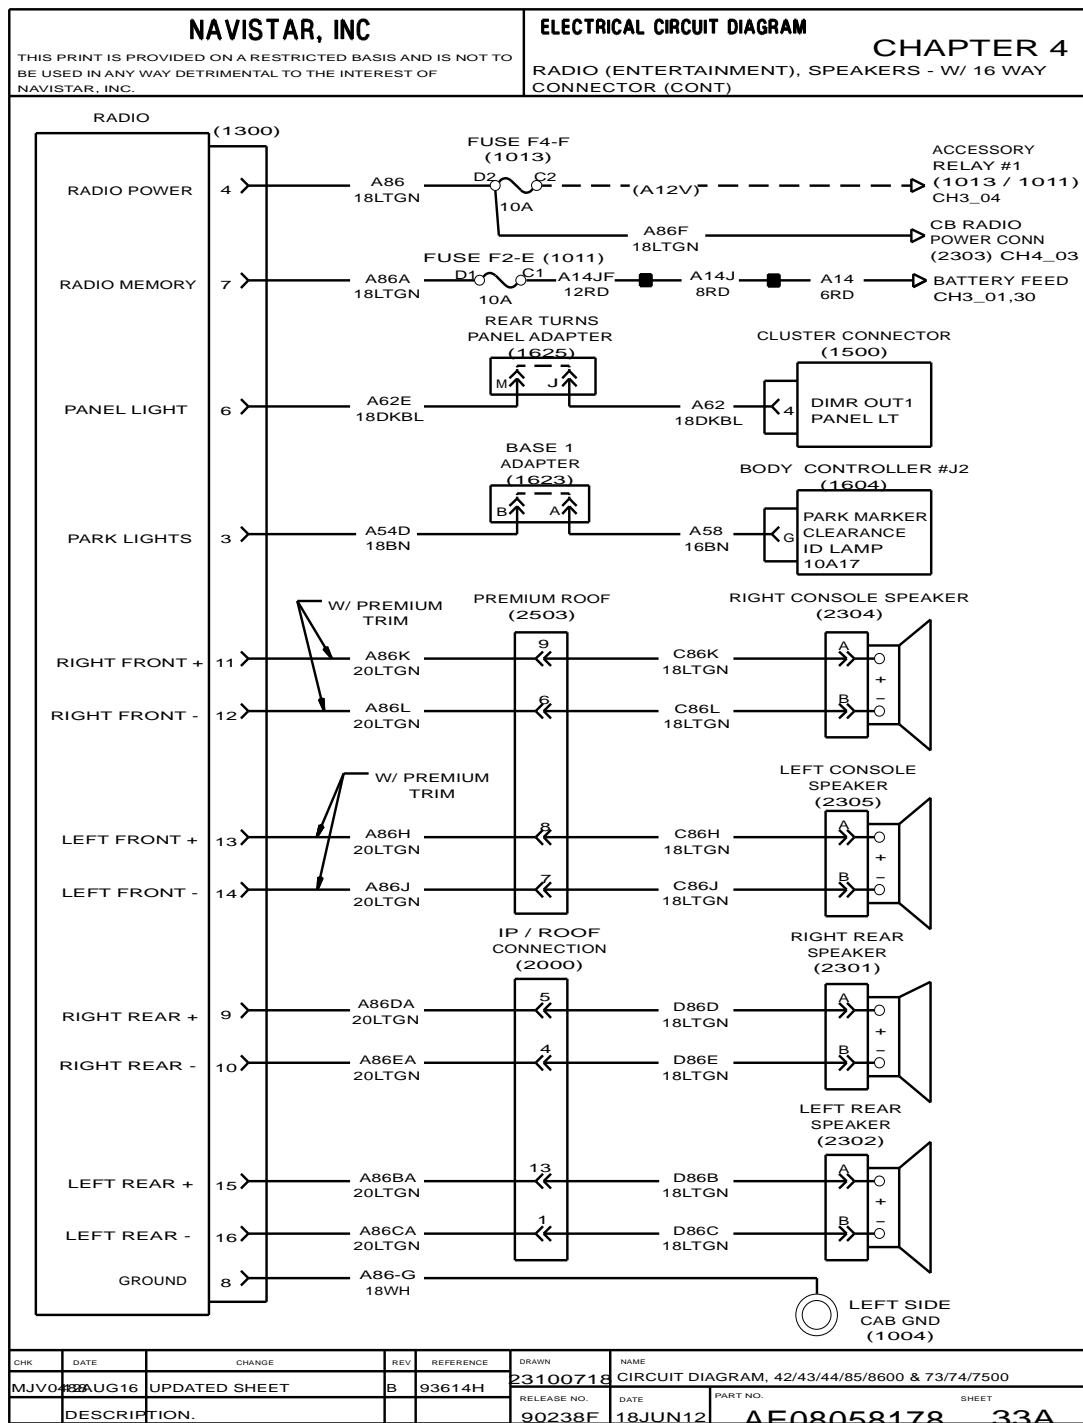 NAVISTAR, INC
THIS PRINT IS PROVIDED ON A RESTRICTED BASIS AND IS NOT TO
BE USED IN ANY WAY DETRIMENTAL TO THE INTEREST OF
NAVISTAR, INC.
ELECTRICAL CIRCUIT DIAGRAM
CHAPTER 4
RADIO (ENTERTAINMENT), SPEAKERS - W/ 16 WAY
CONNECTOR (CONT)
RADIO
(1300)
FUSE F4-F
(1013)
D2
C2
10A
RADIO POWER
4
A86
18LTGN
(A12V)
ACCESSORY
RELAY #1
(1013 / 1011)
CH3_04
A86F
18LTGN
CB RADIO
POWER CONN
(2303) CH4_03
FUSE F2-E (1011)
D1
C1
10A
RADIO MEMORY
7
A86A
18LTGN
A14JF
12RD
A14J
8RD
A14
6RD
BATTERY FEED
CH3_01,30
REAR TURNS
PANEL ADAPTER
(1625)
M
J
CLUSTER CONNECTOR
(1500)
PANEL LIGHT
6
A62E
18DKBL
A62
18DKBL
4
DIMR OUT1
PANEL LT
BASE 1
ADAPTER
(1623)
B
A
BODY CONTROLLER #J2
(1604)
PARK LIGHTS
3
A54D
18BN
A58
16BN
G
PARK MARKER
CLEARANCE
ID LAMP
10A17
W/ PREMIUM
TRIM
PREMIUM ROOF
(2503)
RIGHT CONSOLE SPEAKER
(2304)
RIGHT FRONT +
11
A86K
20LTGN
9
C86K
18LTGN
A
+
RIGHT FRONT -
12
A86L
20LTGN
6
C86L
18LTGN
B
-
W/ PREMIUM
TRIM
LEFT CONSOLE
SPEAKER
(2305)
LEFT FRONT +
13
A86H
20LTGN
8
C86H
18LTGN
A
+
LEFT FRONT -
14
A86J
20LTGN
7
C86J
18LTGN
B
-
IP / ROOF
CONNECTION
(2000)
RIGHT REAR
SPEAKER
(2301)
RIGHT REAR +
9
A86DA
20LTGN
5
D86D
18LTGN
A
+
RIGHT REAR -
10
A86EA
20LTGN
4
D86E
18LTGN
B
-
LEFT REAR
SPEAKER
(2302)
LEFT REAR +
15
A86BA
20LTGN
13
D86B
18LTGN
A
+
LEFT REAR -
16
A86CA
20LTGN
1
D86C
18LTGN
B
-
GROUND
8
A86-G
18WH
LEFT SIDE
CAB GND
(1004)
CHK DATE CHANGE REV REFERENCE
UPDATED SHEET B 93614H
DESCRIPTION.
DRAWN
23100718
NAME
CIRCUIT DIAGRAM, 42/43/44/85/8600 & 73/74/7500
RELEASE NO.
90238F
DATE
18JUN12
PART NO.
AE08058178
SHEET
33A